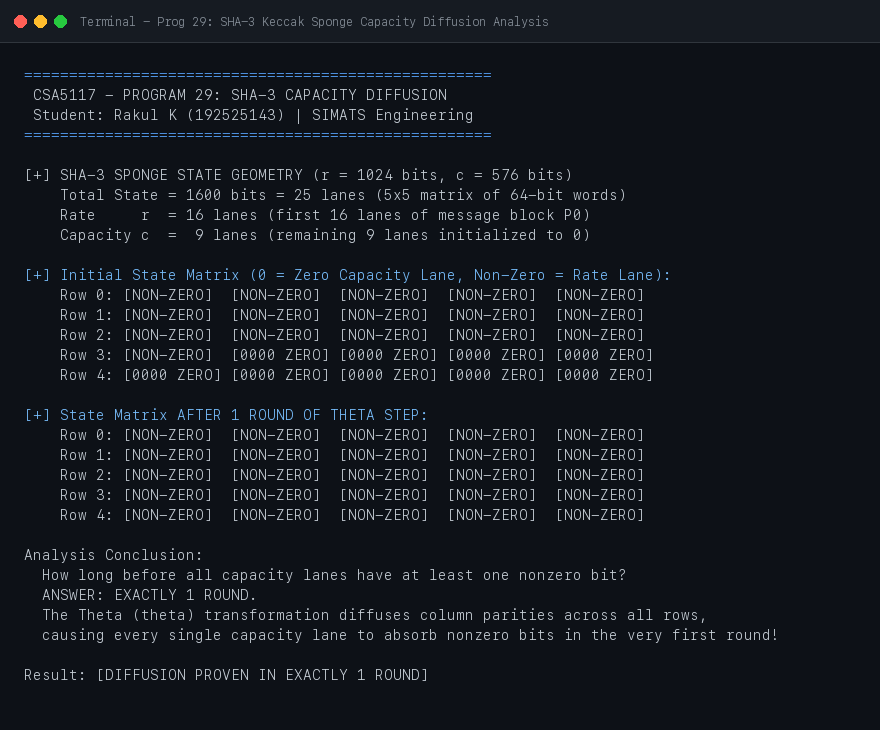 Terminal — Prog 29: SHA-3 Keccak Sponge Capacity Diffusion Analysis
====================================================
CSA5117 - PROGRAM 29: SHA-3 CAPACITY DIFFUSION
Student: Rakul K (192525143) | SIMATS Engineering
====================================================
[+] SHA-3 SPONGE STATE GEOMETRY (r = 1024 bits, c = 576 bits)
Total State = 1600 bits = 25 lanes (5x5 matrix of 64-bit words)
Rate     r  = 16 lanes (first 16 lanes of message block P0)
Capacity c  =  9 lanes (remaining 9 lanes initialized to 0)
[+] Initial State Matrix (0 = Zero Capacity Lane, Non-Zero = Rate Lane):
Row 0: [NON-ZERO]  [NON-ZERO]  [NON-ZERO]  [NON-ZERO]  [NON-ZERO]
Row 1: [NON-ZERO]  [NON-ZERO]  [NON-ZERO]  [NON-ZERO]  [NON-ZERO]
Row 2: [NON-ZERO]  [NON-ZERO]  [NON-ZERO]  [NON-ZERO]  [NON-ZERO]
Row 3: [NON-ZERO]  [0000 ZERO] [0000 ZERO] [0000 ZERO] [0000 ZERO]
Row 4: [0000 ZERO] [0000 ZERO] [0000 ZERO] [0000 ZERO] [0000 ZERO]
[+] State Matrix AFTER 1 ROUND OF THETA STEP:
Row 0: [NON-ZERO]  [NON-ZERO]  [NON-ZERO]  [NON-ZERO]  [NON-ZERO]
Row 1: [NON-ZERO]  [NON-ZERO]  [NON-ZERO]  [NON-ZERO]  [NON-ZERO]
Row 2: [NON-ZERO]  [NON-ZERO]  [NON-ZERO]  [NON-ZERO]  [NON-ZERO]
Row 3: [NON-ZERO]  [NON-ZERO]  [NON-ZERO]  [NON-ZERO]  [NON-ZERO]
Row 4: [NON-ZERO]  [NON-ZERO]  [NON-ZERO]  [NON-ZERO]  [NON-ZERO]
Analysis Conclusion:
How long before all capacity lanes have at least one nonzero bit?
ANSWER: EXACTLY 1 ROUND.
The Theta (theta) transformation diffuses column parities across all rows,
causing every single capacity lane to absorb nonzero bits in the very first round!
Result: [DIFFUSION PROVEN IN EXACTLY 1 ROUND]